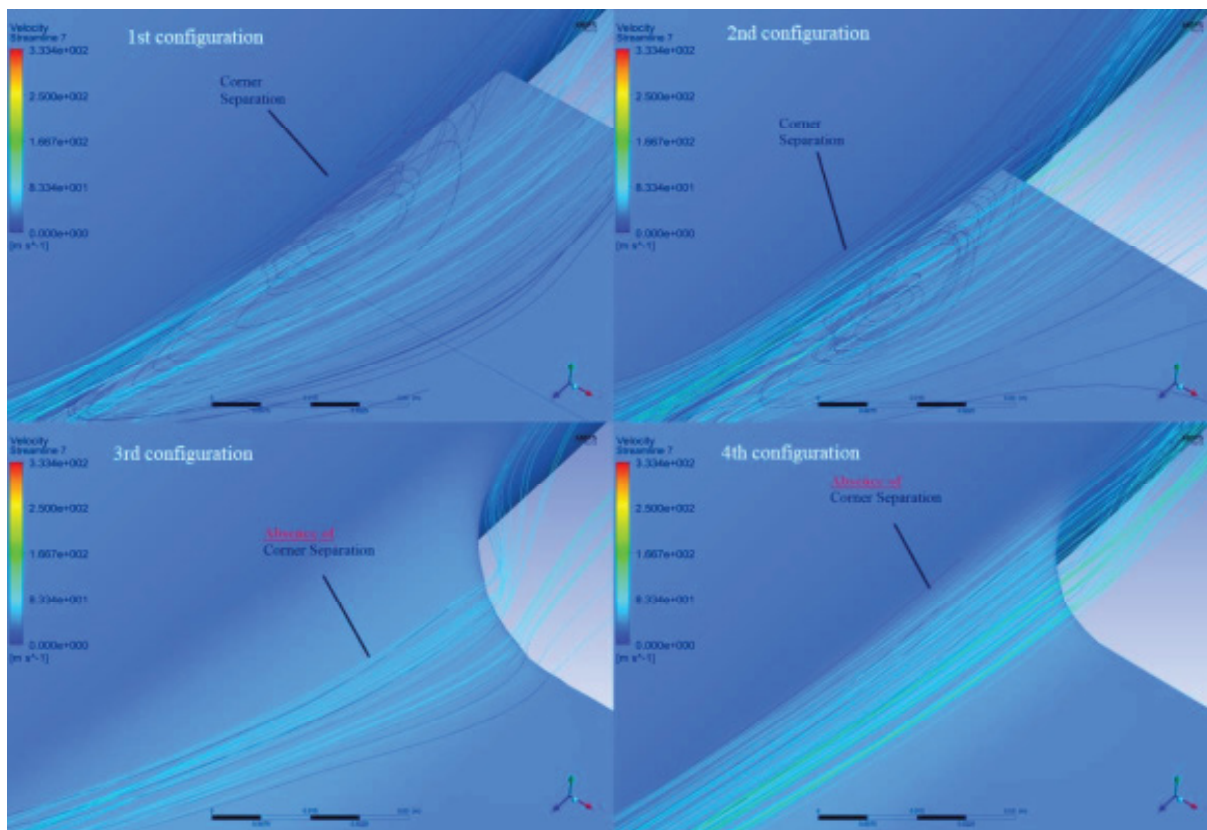 Velocity
Streamline 7
3.334e+002
2.500e+002
1.667e+002
8.334e+001
0.000e+000
[m s^-1]
1st configuration
Corner
Separation
Velocity
Streamline 7
3.334e+002
2.500e+002
1.667e+002
8.334e+001
0.000e+000
[m s^-1]
2nd configuration
Corner
Separation
Velocity
Streamline 7
3.334e+002
2.500e+002
1.667e+002
8.334e+001
0.000e+000
[m s^-1]
3rd configuration
Absence of
Corner Separation
Velocity
Streamline 7
3.334e+002
2.500e+002
1.667e+002
8.334e+001
0.000e+000
[m s^-1]
4th configuration
Absence of
Corner Separation